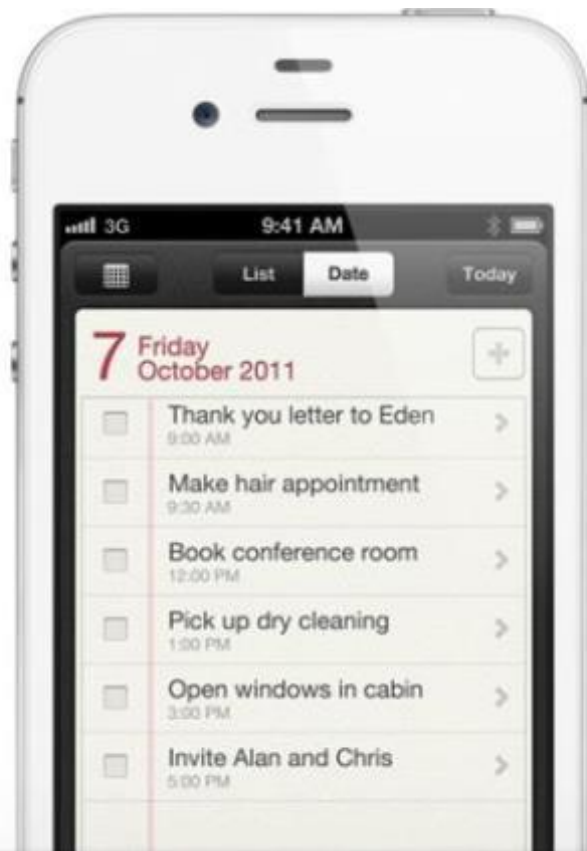 3G 9:41 AM
List Date Today
7 Friday
October 2011
Thank you letter to Eden
9:00 AM
Make hair appointment
9:30 AM
Book conference room
12:00 PM
Pick up dry cleaning
1:00 PM
Open windows in cabin
3:00 PM
Invite Alan and Chris
5:00 PM